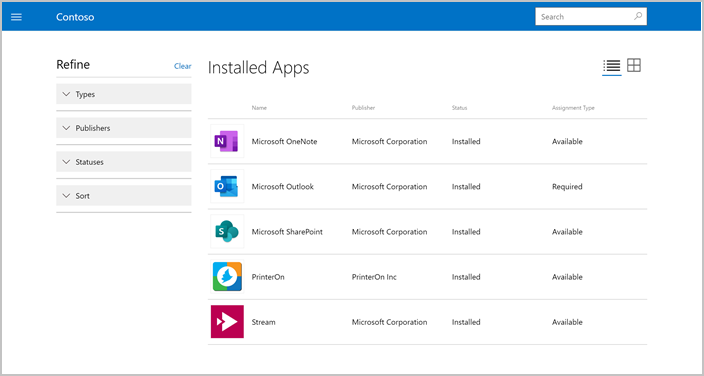 Contoso
Search
Refine
Clear
Types
Publishers
Statuses
Sort
Installed Apps
Name Publisher Status Assignment Type
N Microsoft OneNote Microsoft Corporation Installed Available
O Microsoft Outlook Microsoft Corporation Installed Required
S Microsoft SharePoint Microsoft Corporation Installed Available
PrinterOn PrinterOn Inc Installed Available
Stream Microsoft Corporation Installed Available